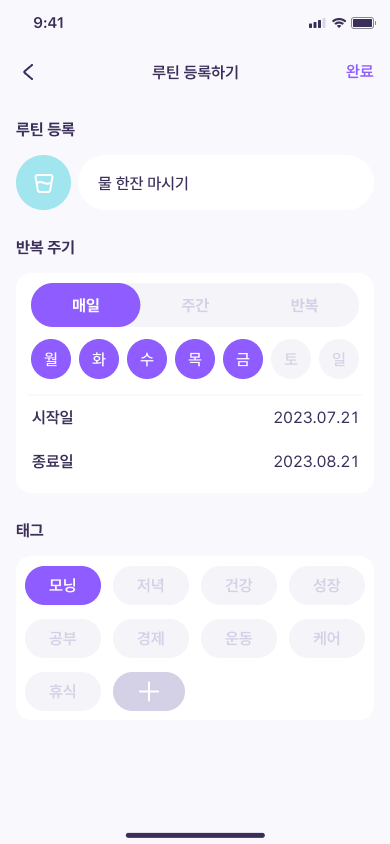 9:41
루틴 등록하기 완료
루틴 등록
물 한잔 마시기
반복 주기
매일 주간 반복
월 화 수 목 금 토 일
시작일 2023.07.21
종료일 2023.08.21
태그
모닝 저녁 건강 성장
공부 경제 운동 케어
휴식